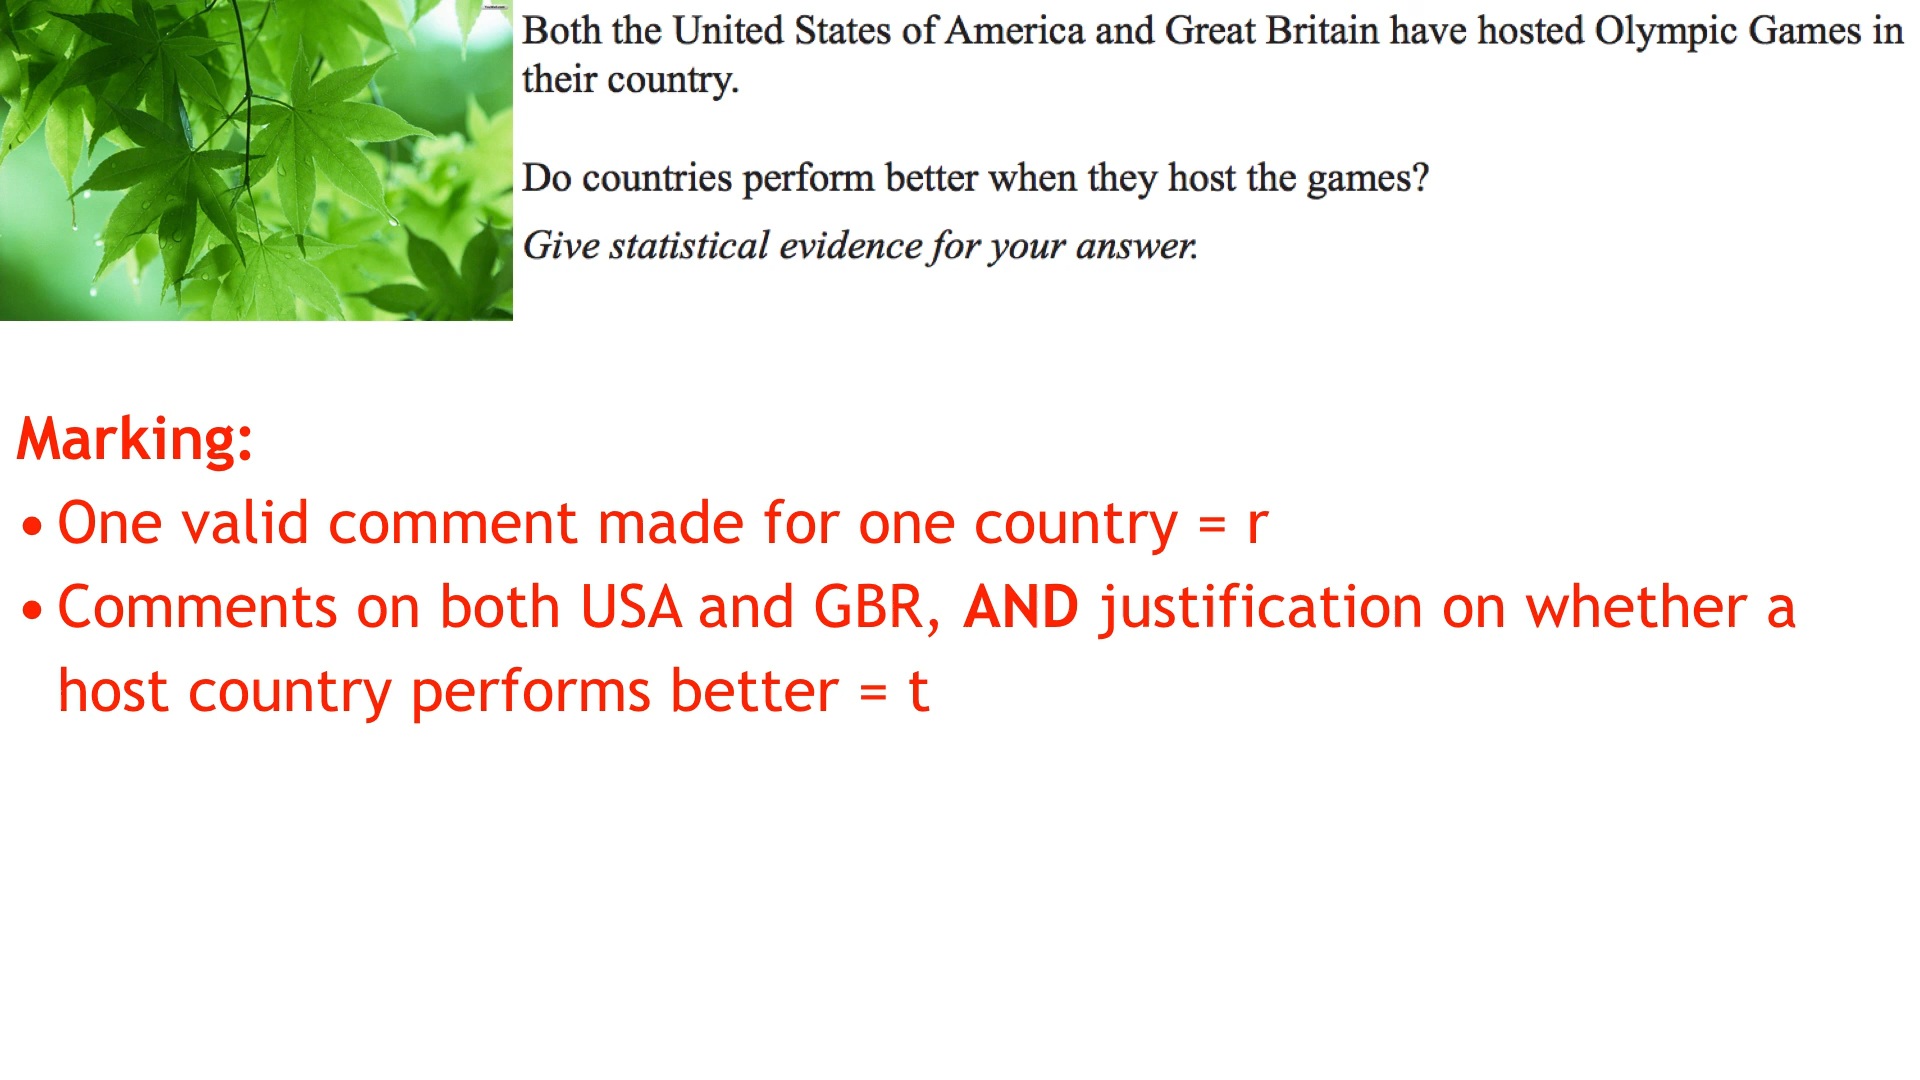 Both the United States of America and Great Britain have hosted Olympic Games in
their country.
Do countries perform better when they host the games?
Give statistical evidence for your answer.
Marking:
• One valid comment made for one country = r
• Comments on both USA and GBR, AND justification on whether a
host country performs better = t